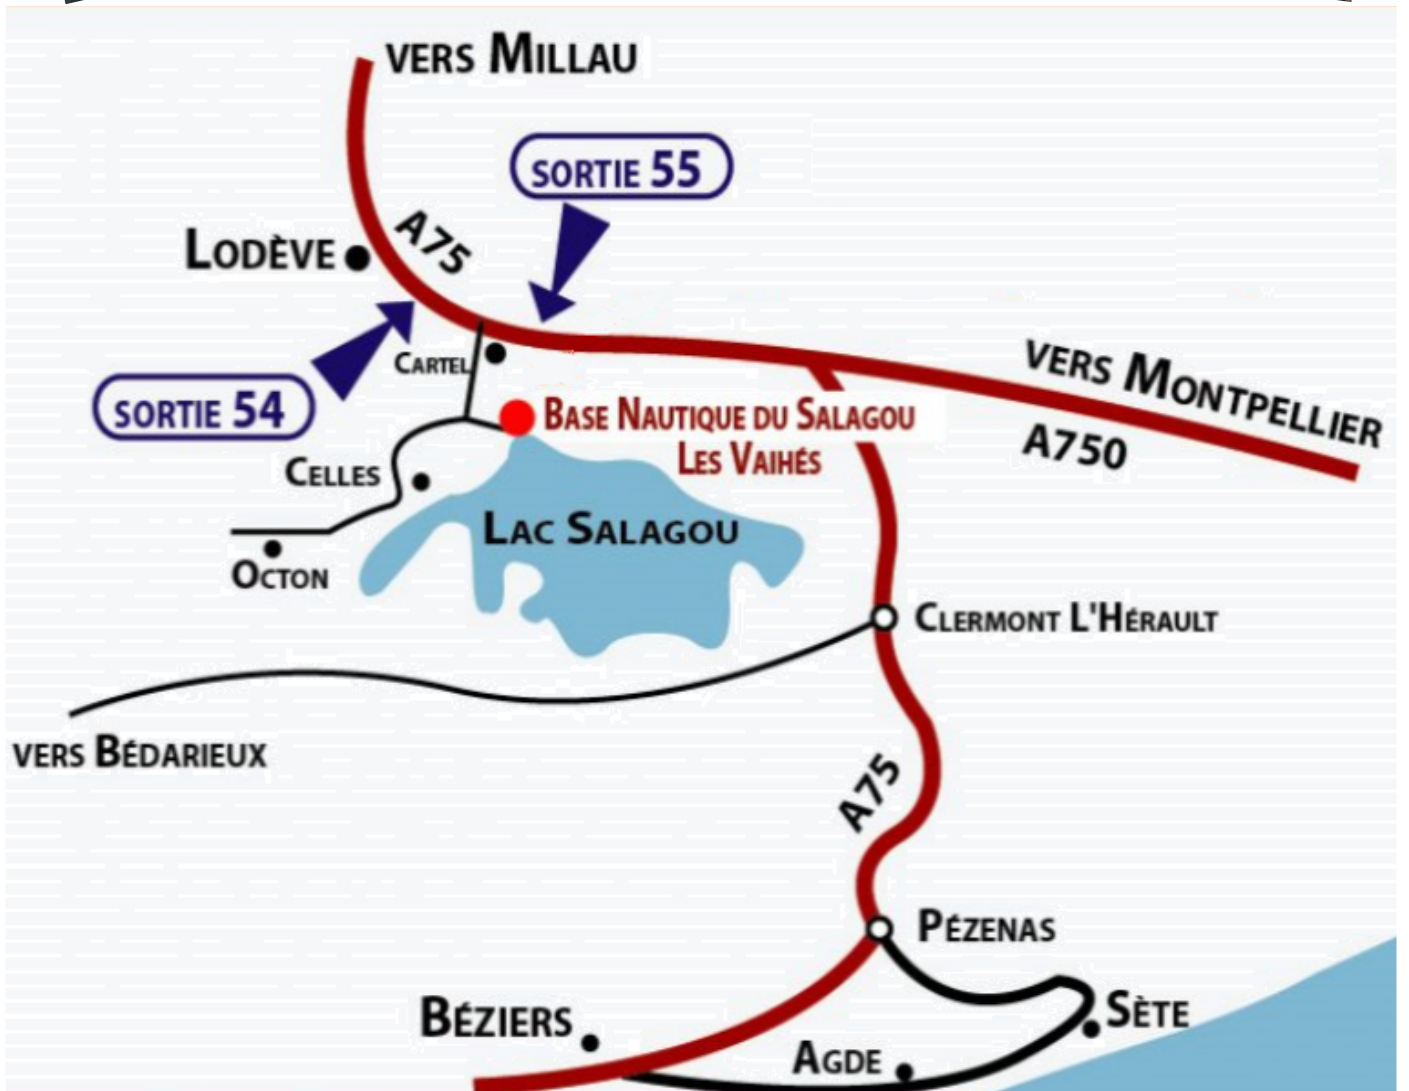 VERS MILLAU
SORTIE 55
A75
LODÈVE
CARTEL
VERS MONTPELLIER
A750
SORTIE 54
BASE NAUTIQUE DU SALAGOU
LES VAIHÉS
CELLES
LAC SALAGOU
OCTON
CLERMONT L'HÉRAULT
VERS BÉDARIEUX
A75
PÉZENAS
BÉZIERS
SÈTE
AGDE